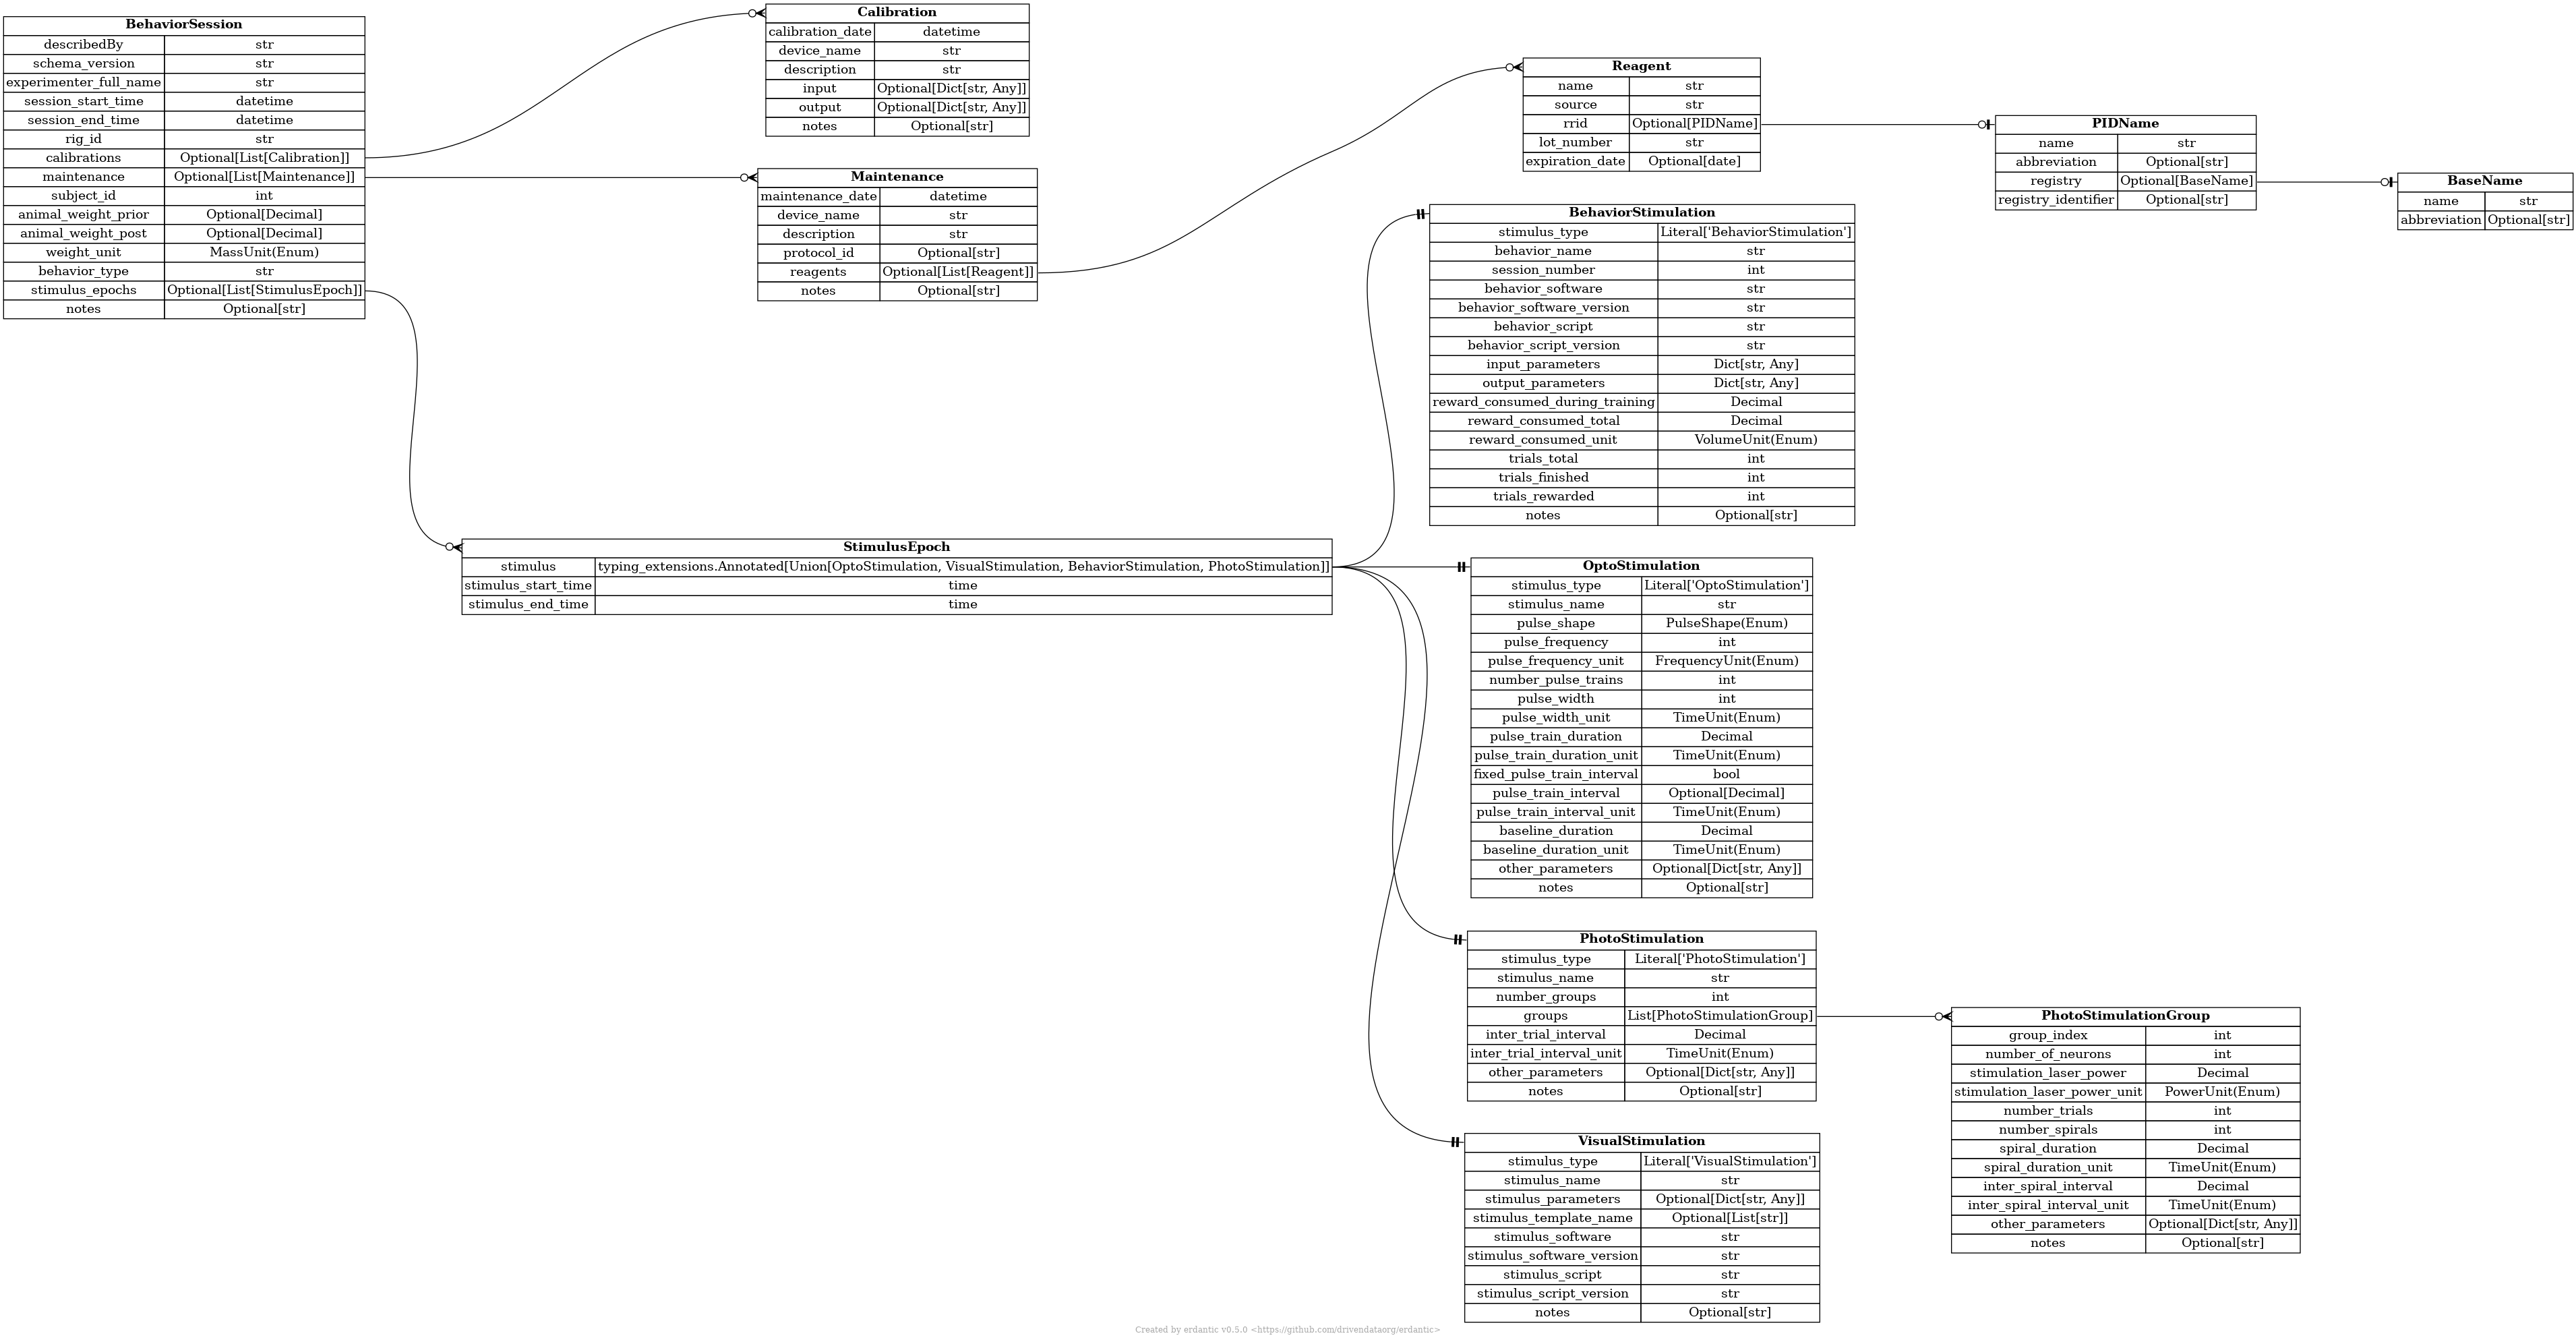 BehaviorSession
describedBy str
schema_version str
experimenter_full_name str
session_start_time datetime
session_end_time datetime
rig_id str
calibrations Optional[List[Calibration]]
maintenance Optional[List[Maintenance]]
subject_id int
animal_weight_prior Optional[Decimal]
animal_weight_post Optional[Decimal]
weight_unit MassUnit(Enum)
behavior_type str
stimulus_epochs Optional[List[StimulusEpoch]]
notes Optional[str]
Calibration
calibration_date datetime
device_name str
description str
input Optional[Dict[str, Any]]
output Optional[Dict[str, Any]]
notes Optional[str]
Maintenance
maintenance_date datetime
device_name str
description str
protocol_id Optional[str]
reagents Optional[List[Reagent]]
notes Optional[str]
Reagent
name str
source str
rrid Optional[PIDName]
lot_number str
expiration_date Optional[date]
PIDName
name str
abbreviation Optional[str]
registry Optional[BaseName]
registry_identifier Optional[str]
BaseName
name str
abbreviation Optional[str]
StimulusEpoch
stimulus typing_extensions.Annotated[Union[OptoStimulation, VisualStimulation, BehaviorStimulation, PhotoStimulation]]
stimulus_start_time time
stimulus_end_time time
BehaviorStimulation
stimulus_type Literal['BehaviorStimulation']
behavior_name str
session_number int
behavior_software str
behavior_software_version str
behavior_script str
behavior_script_version str
input_parameters Dict[str, Any]
output_parameters Dict[str, Any]
reward_consumed_during_training Decimal
reward_consumed_total Decimal
reward_consumed_unit VolumeUnit(Enum)
trials_total int
trials_finished int
trials_rewarded int
notes Optional[str]
OptoStimulation
stimulus_type Literal['OptoStimulation']
stimulus_name str
pulse_shape PulseShape(Enum)
pulse_frequency int
pulse_frequency_unit FrequencyUnit(Enum)
number_pulse_trains int
pulse_width int
pulse_width_unit TimeUnit(Enum)
pulse_train_duration Decimal
pulse_train_duration_unit TimeUnit(Enum)
fixed_pulse_train_interval bool
pulse_train_interval Optional[Decimal]
pulse_train_interval_unit TimeUnit(Enum)
baseline_duration Decimal
baseline_duration_unit TimeUnit(Enum)
other_parameters Optional[Dict[str, Any]]
notes Optional[str]
PhotoStimulation
stimulus_type Literal['PhotoStimulation']
stimulus_name str
number_groups int
groups List[PhotoStimulationGroup]
inter_trial_interval Decimal
inter_trial_interval_unit TimeUnit(Enum)
other_parameters Optional[Dict[str, Any]]
notes Optional[str]
PhotoStimulationGroup
group_index int
number_of_neurons int
stimulation_laser_power Decimal
stimulation_laser_power_unit PowerUnit(Enum)
number_trials int
number_spirals int
spiral_duration Decimal
spiral_duration_unit TimeUnit(Enum)
inter_spiral_interval Decimal
inter_spiral_interval_unit TimeUnit(Enum)
other_parameters Optional[Dict[str, Any]]
notes Optional[str]
VisualStimulation
stimulus_type Literal['VisualStimulation']
stimulus_name str
stimulus_parameters Optional[Dict[str, Any]]
stimulus_template_name Optional[List[str]]
stimulus_software str
stimulus_software_version str
stimulus_script str
stimulus_script_version str
notes Optional[str]
Created by erdantic v0.5.0 <https://github.com/drivendataorg/erdantic>